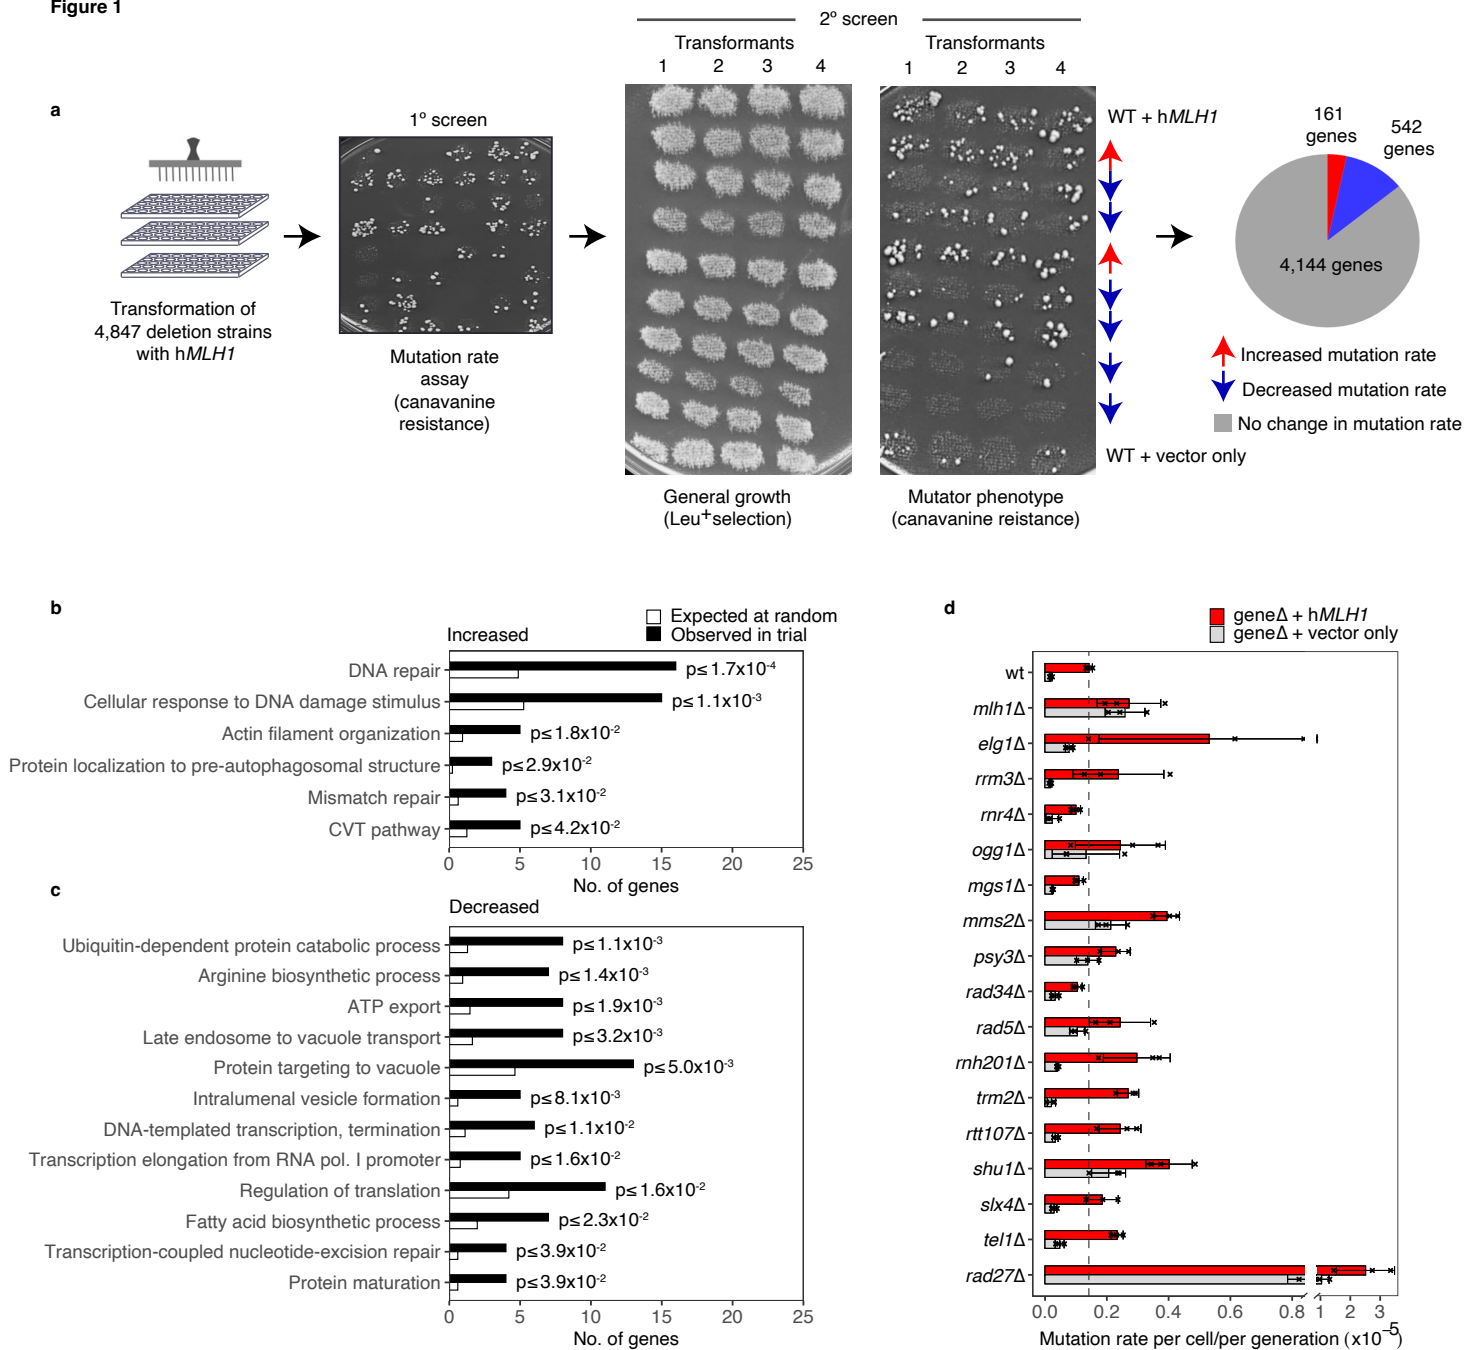 Figure 1
a
Transformation of
4,847 deletion strains
with hMLH1
1º screen
Mutation rate
assay
(canavanine
resistance)
2º screen
Transformants
1 2 3 4
Transformants
1 2 3 4
General growth
(Leu+selection)
Mutator phenotype
(canavanine reistance)
WT + hMLH1
WT + vector only
161
genes
542
genes
4,144 genes
Increased mutation rate
Decreased mutation rate
No change in mutation rate
b
Expected at random
Observed in trial
Increased
DNA repair p≤1.7x10-4
Cellular response to DNA damage stimulus p≤1.1x10-3
Actin filament organization p≤1.8x10-2
Protein localization to pre-autophagosomal structure p≤2.9x10-2
Mismatch repair p≤3.1x10-2
CVT pathway p≤4.2x10-2
0 5 10 15 20 25
No. of genes
c
Decreased
Ubiquitin-dependent protein catabolic process p≤1.1x10-3
Arginine biosynthetic process p≤1.4x10-3
ATP export p≤1.9x10-3
Late endosome to vacuole transport p≤3.2x10-3
Protein targeting to vacuole p≤5.0x10-3
Intralumenal vesicle formation p≤8.1x10-3
DNA-templated transcription, termination p≤1.1x10-2
Transcription elongation from RNA pol. I promoter p≤1.6x10-2
Regulation of translation p≤1.6x10-2
Fatty acid biosynthetic process p≤2.3x10-2
Transcription-coupled nucleotide-excision repair p≤3.9x10-2
Protein maturation p≤3.9x10-2
0 5 10 15 20 25
No. of genes
d
geneΔ + hMLH1
geneΔ + vector only
wt
mlh1Δ
elg1Δ
rrm3Δ
rnr4Δ
ogg1Δ
mgs1Δ
mms2Δ
psy3Δ
rad34Δ
rad5Δ
rnh201Δ
trm2Δ
rtt107Δ
shu1Δ
slx4Δ
tel1Δ
rad27Δ
0.0 0.2 0.4 0.6 0.8 1 2 3
Mutation rate per cell/per generation (x10-5)